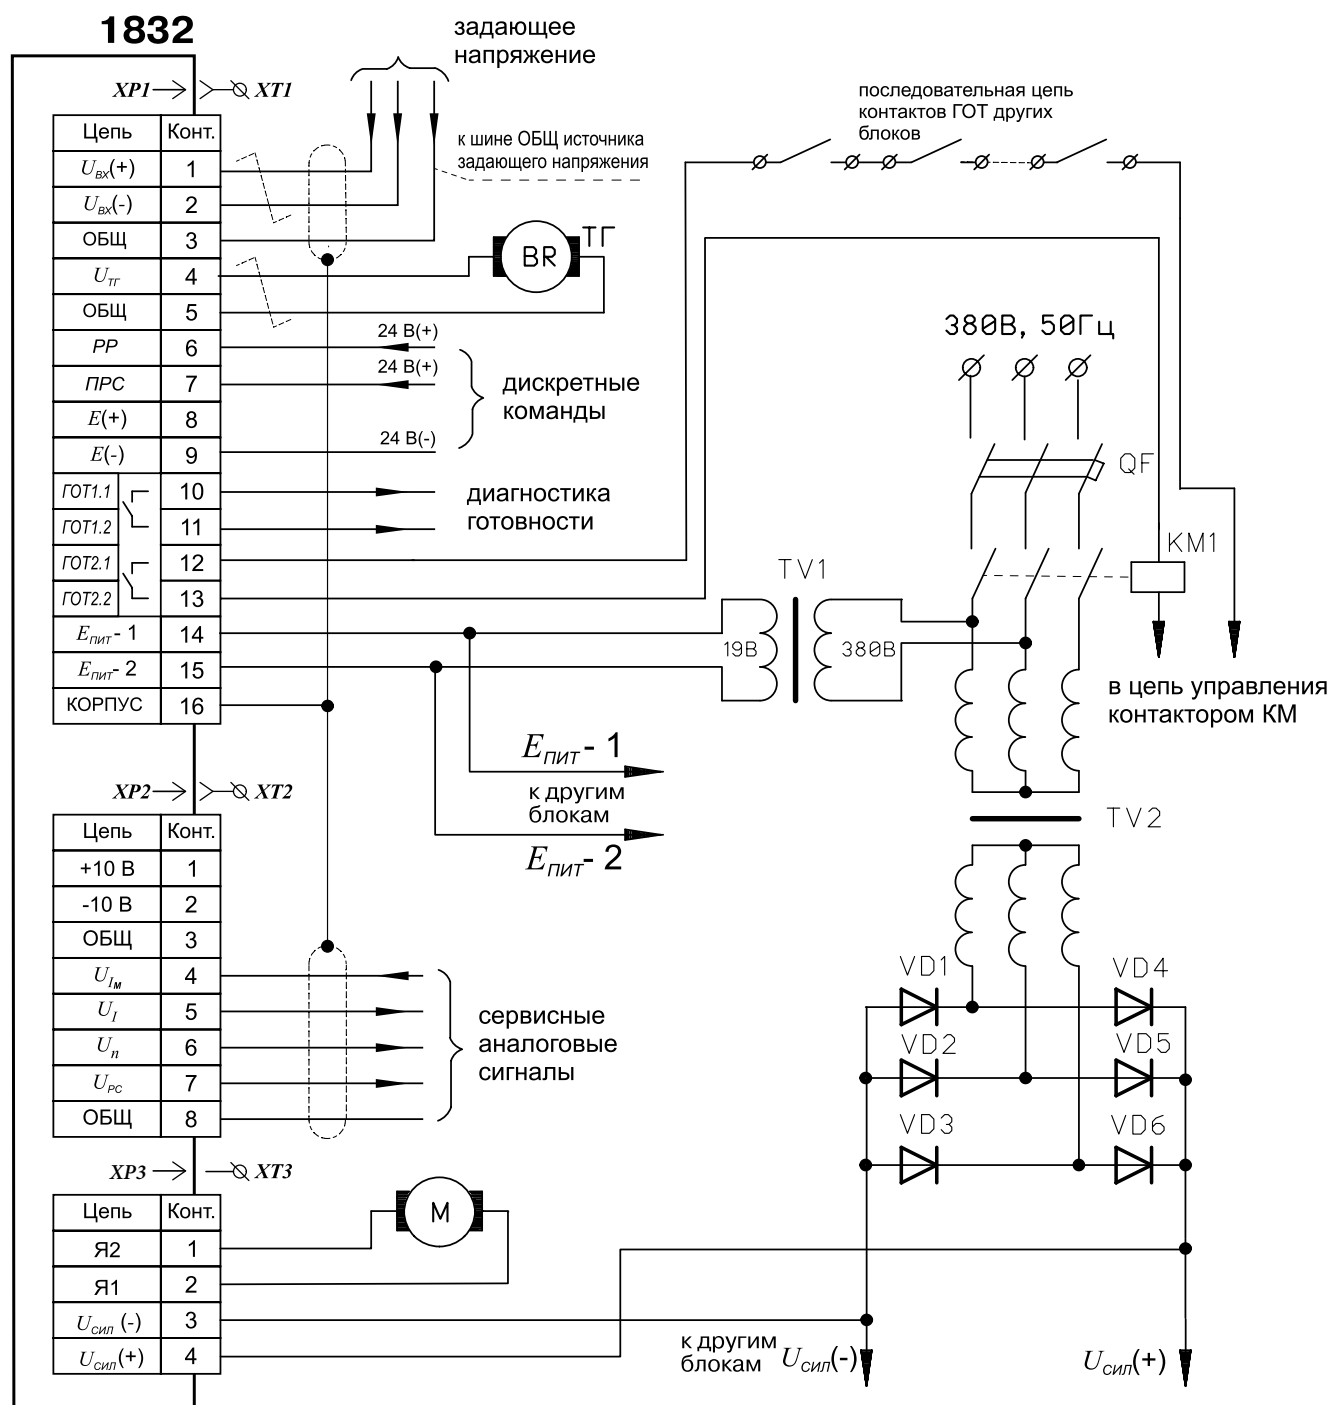 1832
задающее
напряжение
XP1 XT1
последовательная цепь
контактов ГОТ других
блоков
к шине ОБЩ источника
задающего напряжения
Цепь Конт.
Uвх(+) 1
Uвх(-) 2
ОБЩ 3
Uтг 4
ОБЩ 5
РР 6
ПРС 7
E(+) 8
E(-) 9
ГОТ1.1 10
ГОТ1.2 11
ГОТ2.1 12
ГОТ2.2 13
Eпит- 1 14
Eпит- 2 15
КОРПУС 16
BR ТГ
24 В(+)
24 В(+)
24 В(-)
дискретные
команды
диагностика
готовности
380В, 50Гц
QF
KM1
TV1
19В
380В
в цепь управления
контактором КМ
Eпит- 1
к другим
блокам
Eпит- 2
TV2
XP2 XT2
Цепь Конт.
+10 В 1
-10 В 2
ОБЩ 3
UIм 4
UI 5
Uп 6
Uрс 7
ОБЩ 8
сервисные
аналоговые
сигналы
VD1 VD4
VD2 VD5
VD3 VD6
XP3 XT3
Цепь Конт.
Я2 1
Я1 2
Uсил (-) 3
Uсил(+) 4
M
к другим
блокам Uсил(-)
Uсил(+)